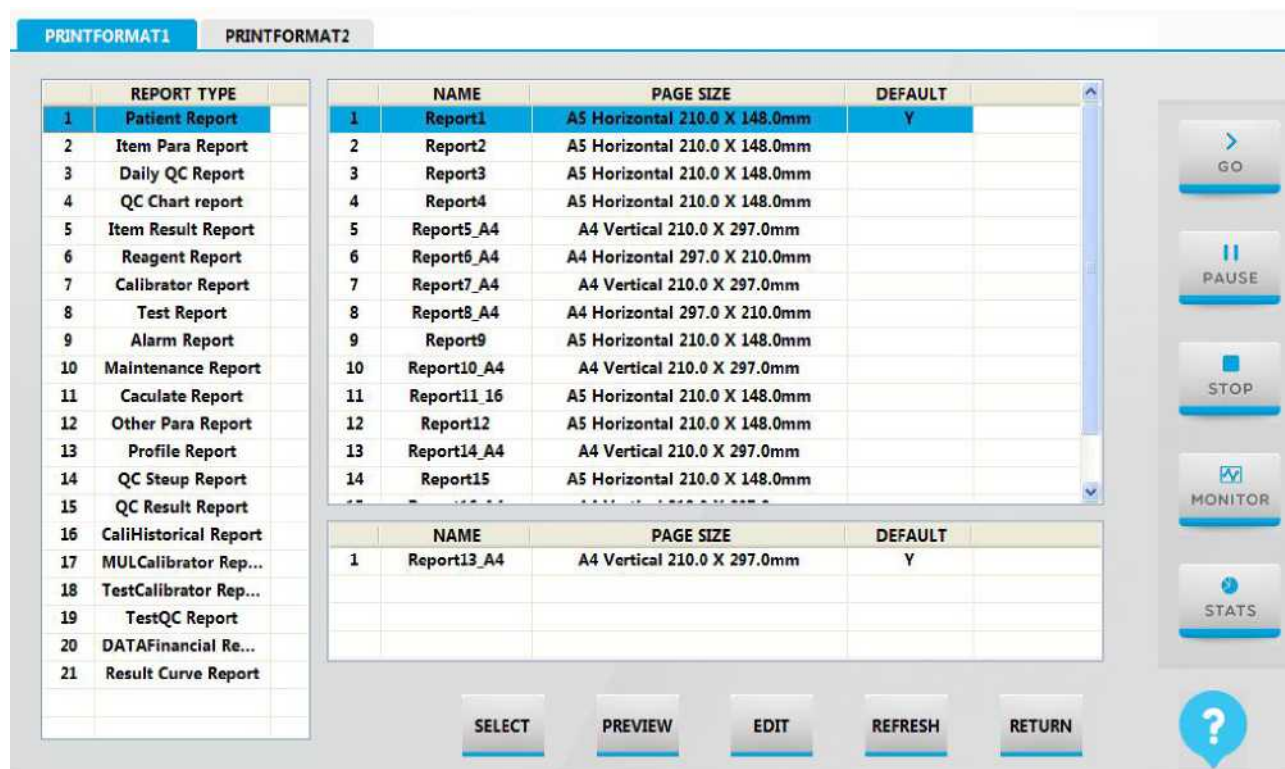 PRINTFORMAT1 PRINTFORMAT2
REPORT TYPE
1 Patient Report
2 Item Para Report
3 Daily QC Report
4 QC Chart report
5 Item Result Report
6 Reagent Report
7 Calibrator Report
8 Test Report
9 Alarm Report
10 Maintenance Report
11 Caculate Report
12 Other Para Report
13 Profile Report
14 QC Steup Report
15 QC Result Report
16 CaliHistorical Report
17 MULCalibrator Rep...
18 TestCalibrator Rep...
19 TestQC Report
20 DATAFinancial Re...
21 Result Curve Report
NAME PAGE SIZE DEFAULT
1 Report1 A5 Horizontal 210.0 X 148.0mm Y
2 Report2 A5 Horizontal 210.0 X 148.0mm
3 Report3 A5 Horizontal 210.0 X 148.0mm
4 Report4 A5 Horizontal 210.0 X 148.0mm
5 Report5_A4 A4 Vertical 210.0 X 297.0mm
6 Report6_A4 A4 Horizontal 297.0 X 210.0mm
7 Report7_A4 A4 Vertical 210.0 X 297.0mm
8 Report8_A4 A4 Horizontal 297.0 X 210.0mm
9 Report9 A5 Horizontal 210.0 X 148.0mm
10 Report10_A4 A4 Vertical 210.0 X 297.0mm
11 Report11_16 A5 Horizontal 210.0 X 148.0mm
12 Report12 A5 Horizontal 210.0 X 148.0mm
13 Report14_A4 A4 Vertical 210.0 X 297.0mm
14 Report15 A5 Horizontal 210.0 X 148.0mm
NAME PAGE SIZE DEFAULT
1 Report13_A4 A4 Vertical 210.0 X 297.0mm Y
SELECT PREVIEW EDIT REFRESH RETURN
GO
PAUSE
STOP
MONITOR
STATS
?